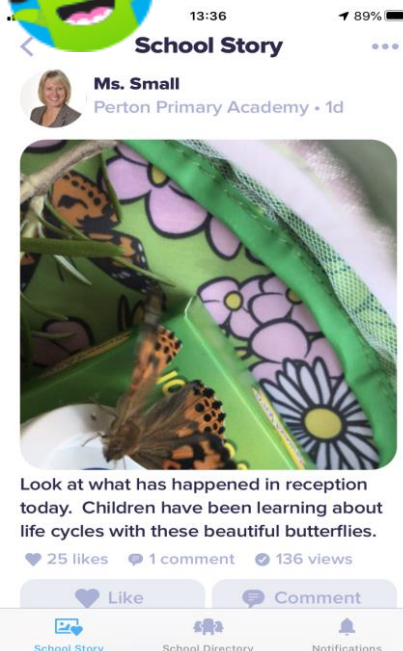 13:36
89%
School Story
Ms. Small
Perton Primary Academy • 1d
Look at what has happened in reception
today. Children have been learning about
life cycles with these beautiful butterflies.
25 likes 1 comment 136 views
Like Comment
School Story School Directory Notifications